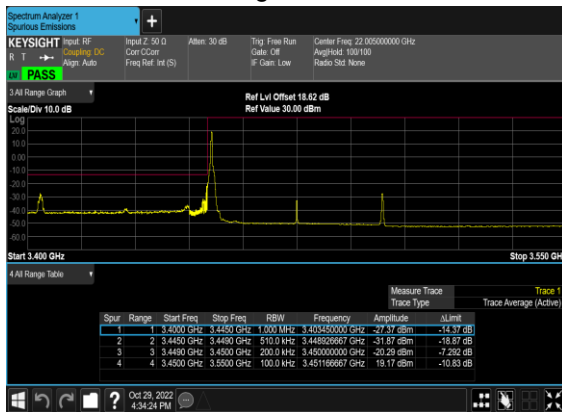 Spectrum Analyzer 1
Spurious Emissions
KEYSIGHT Input: RF Input Z: 50 Ω Atten: 30 dB Trig: Free Run Center Freq: 22.005000000 GHz
R T Coupling: DC Corr CCorr Gate: Off Avg|Hold: 100/100
Align: Auto Freq Ref: Int (S) IF Gain: Low Radio Std: None
PASS
3 All Range Graph
Ref Lvl Offset 18.62 dB
Scale/Div 10.0 dB Ref Value 30.00 dBm
Log
20.0
10.0
0.00
-10.0
-20.0
-30.0
-40.0
-50.0
-60.0
Start 3.400 GHz Stop 3.550 GH
4 All Range Table
Measure Trace Trace 1
Trace Type Trace Average (Active)
Spur Range Start Freq Stop Freq RBW Frequency Amplitude ΔLimit
1 1 3.4000 GHz 3.4450 GHz 1.000 MHz 3.403450000 GHz -27.37 dBm -14.37 dB
2 2 3.4450 GHz 3.4490 GHz 510.0 kHz 3.448926667 GHz -31.87 dBm -18.87 dB
3 3 3.4490 GHz 3.4500 GHz 200.0 kHz 3.450000000 GHz -20.29 dBm -7.292 dB
4 4 3.4500 GHz 3.5500 GHz 100.0 kHz 3.451166667 GHz 19.17 dBm -10.83 dB
? Oct 29, 2022
4:34:24 PM